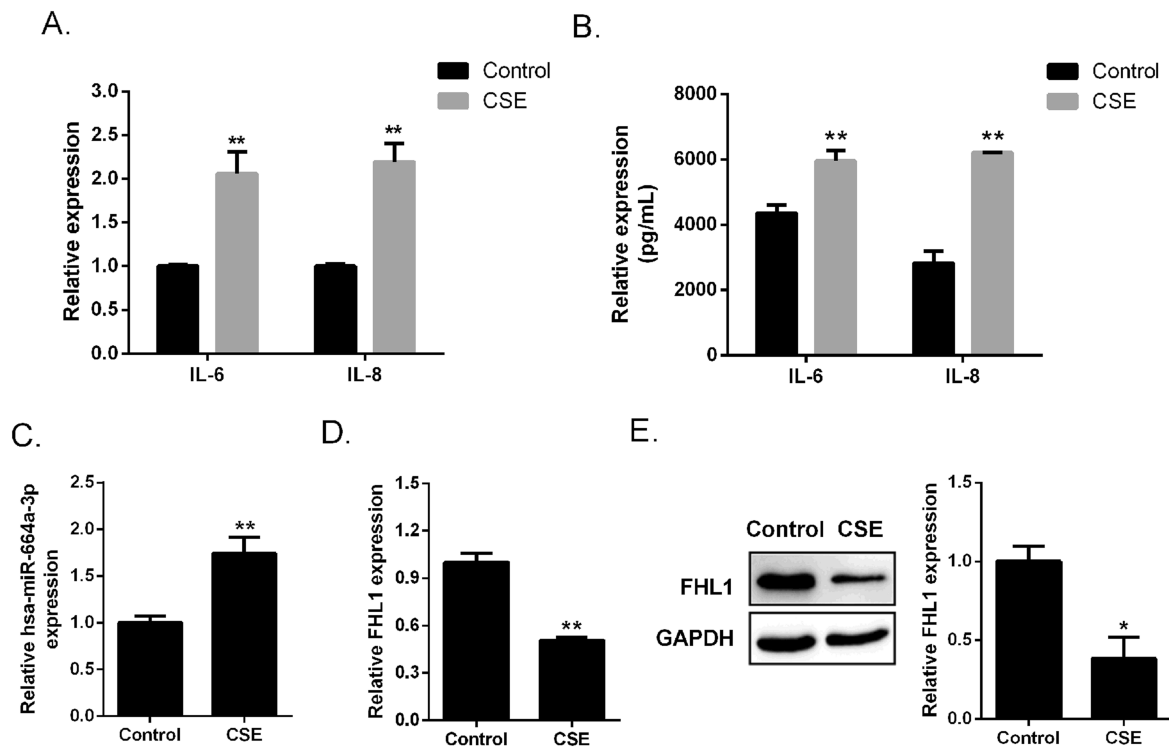 A.
Control
CSE
Relative expression
3.0
2.5
2.0
1.5
1.0
0.5
0.0
**
**
IL-6
IL-8
B.
Control
CSE
Relative expression
(pg/mL)
8000
6000
4000
2000
0
**
**
IL-6
IL-8
C.
Relative hsa-miR-664a-3p
expression
2.5
2.0
1.5
1.0
0.5
0.0
**
Control
CSE
D.
Relative FHL1 expression
1.5
1.2
0.9
0.6
0.3
0.0
**
Control
CSE
E.
Control CSE
FHL1
GAPDH
Relative FHL1 expression
1.5
1.0
0.5
0.0
*
Control
CSE